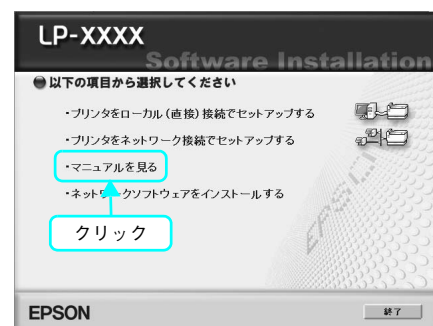 LP-XXXX
Software Installation
以下の項目から選択してください
・プリンタをローカル(直接)接続でセットアップする
・プリンタをネットワーク接続でセットアップする
・マニュアルを見る
・ネットワークソフトウェアをインストールする
クリック
EPSON
EPSON
終了